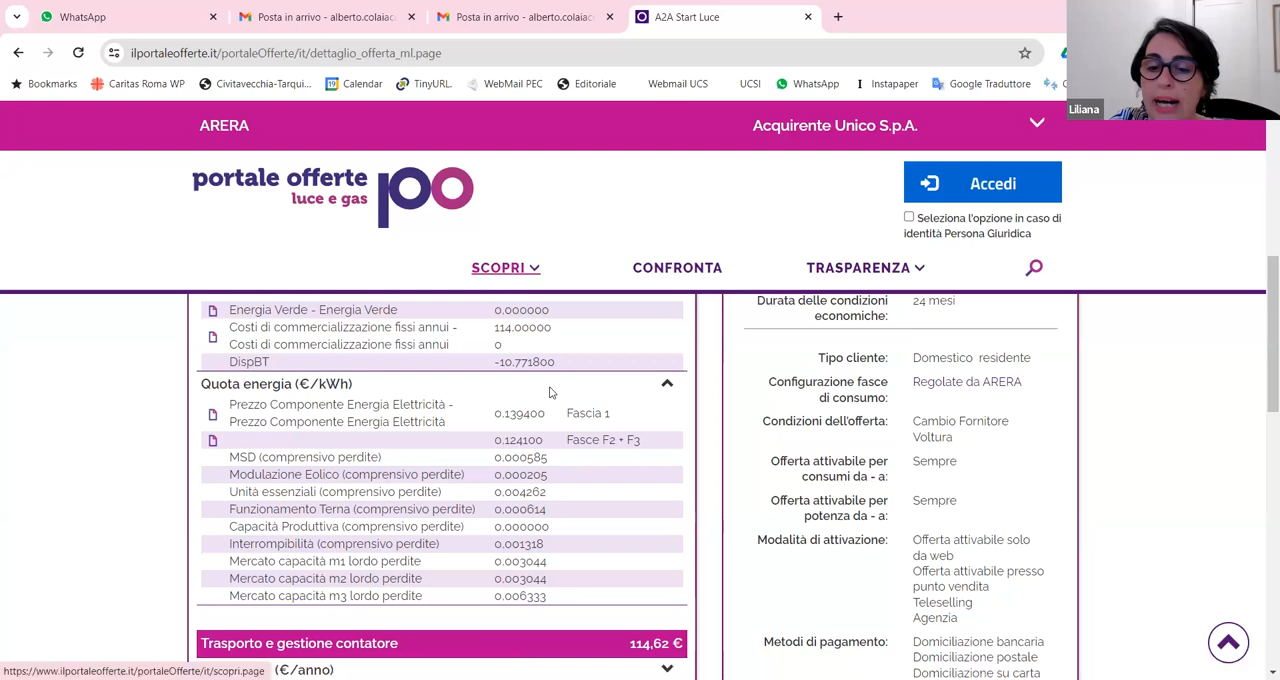 WhatsApp
Posta in arrivo - alberto.colaiac
Posta in arrivo - alberto.colaiac
A2A Start Luce
ilportaleofferte.it/portaleOfferte/it/dettaglio_offerta_ml.page
Bookmarks
Caritas Roma WP
Civitavecchia-Tarqui...
Calendar
TinyURL.
WebMail PEC
Editoriale
Webmail UCS
UCSI
WhatsApp
Instapaper
Google Traduttore
Liliana
ARERA
Acquirente Unico S.p.A.
portale offerte
luce e gas
po
Accedi
Seleziona l'opzione in caso di
identità Persona Giuridica
SCOPRI
CONFRONTA
TRASPARENZA
Energia Verde - Energia Verde 0.000000
Costi di commercializzazione fissi annui - 114.00000
Costi di commercializzazione fissi annui 0
DispBT -10.771800
Quota energia (€/kWh)
Prezzo Componente Energia Elettricità -
Prezzo Componente Energia Elettricità 0.139400 Fascia 1
0.124100 Fasce F2 + F3
MSD (comprensivo perdite) 0.000585
Modulazione Eolico (comprensivo perdite) 0.000205
Unità essenziali (comprensivo perdite) 0.004262
Funzionamento Terna (comprensivo perdite) 0.000614
Capacità Produttiva (comprensivo perdite) 0.000000
Interrompibilità (comprensivo perdite) 0.001318
Mercato capacità m1 lordo perdite 0.003044
Mercato capacità m2 lordo perdite 0.003044
Mercato capacità m3 lordo perdite 0.006333
Trasporto e gestione contatore 114,62 €
(€/anno)
https://www.ilportaleofferte.it/portaleOfferte/it/scopri.page
Durata delle condizioni 24 mesi
economiche:
Tipo cliente: Domestico residente
Configurazione fasce Regolate da ARERA
di consumo:
Condizioni dell'offerta: Cambio Fornitore
Voltura
Offerta attivabile per Sempre
consumi da - a:
Offerta attivabile per Sempre
potenza da - a:
Modalità di attivazione: Offerta attivabile solo
da web
Offerta attivabile presso
punto vendita
Teleselling
Agenzia
Metodi di pagamento: Domiciliazione bancaria
Domiciliazione postale
Domiciliazione su carta